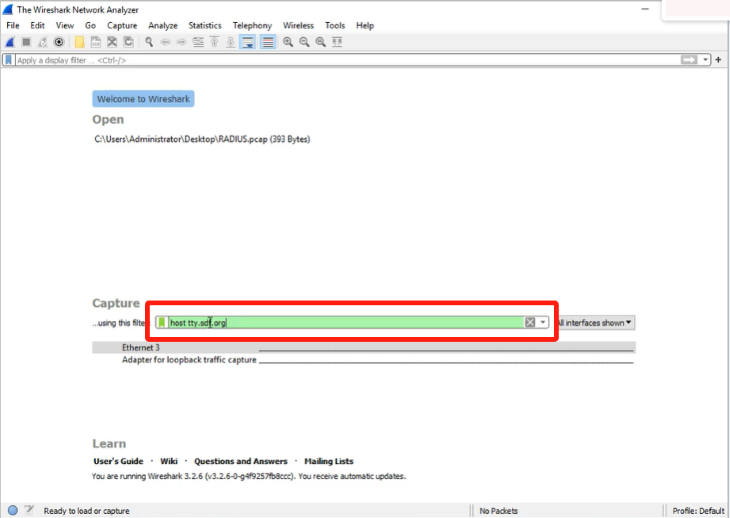 The Wireshark Network Analyzer
File Edit View Go Capture Analyze Statistics Telephony Wireless Tools Help
Apply a display filter ... <Ctrl-/>
Welcome to Wireshark
Open
C:\Users\Administrator\Desktop\RADIUS.pcap (393 Bytes)
Capture
...using this filter: host tty.sdf.org All interfaces shown
Ethernet 3
Adapter for loopback traffic capture
Learn
User's Guide · Wiki · Questions and Answers · Mailing Lists
You are running Wireshark 3.2.6 (v3.2.6-0-g4f9257fb8ccc). You receive automatic updates.
Ready to load or capture No Packets Profile: Default